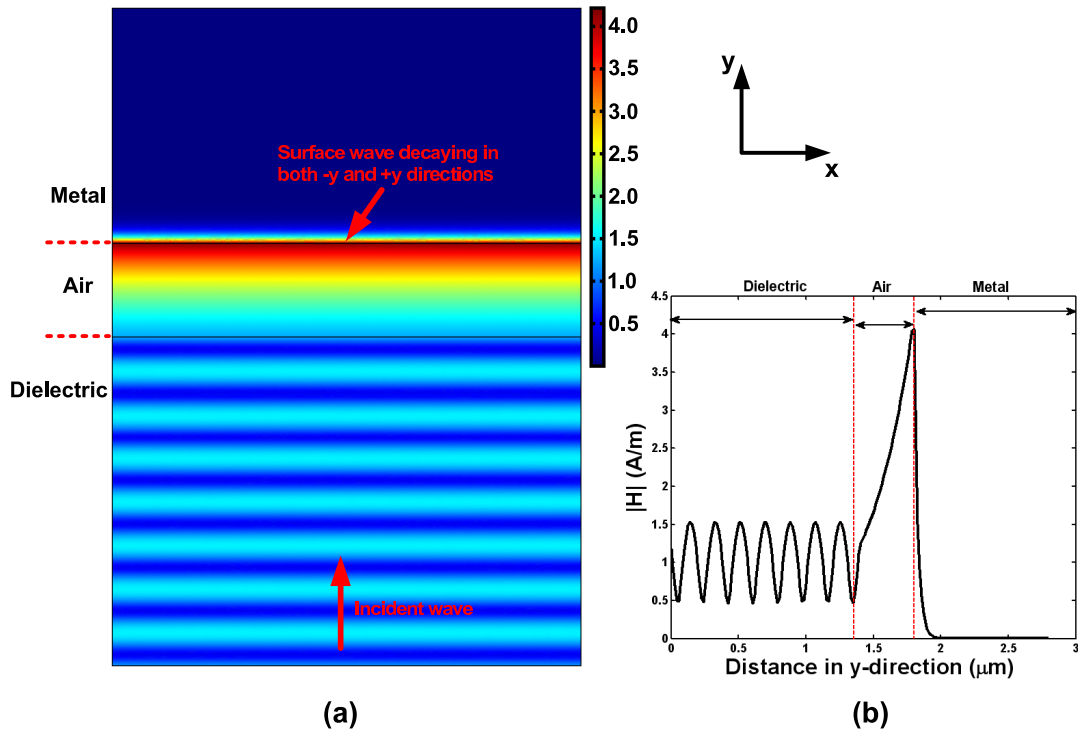 4.0
3.5
3.0
2.5
2.0
1.5
1.0
0.5
Surface wave decaying in
both -y and +y directions
Metal
Air
Dielectric
Incident wave
(a)
y
x
Dielectric
Air
Metal
4.5
4
3.5
3
2.5
2
1.5
1
0.5
0
|H| (A/m)
0
0.5
1
1.5
2
2.5
3
Distance in y-direction (μm)
(b)